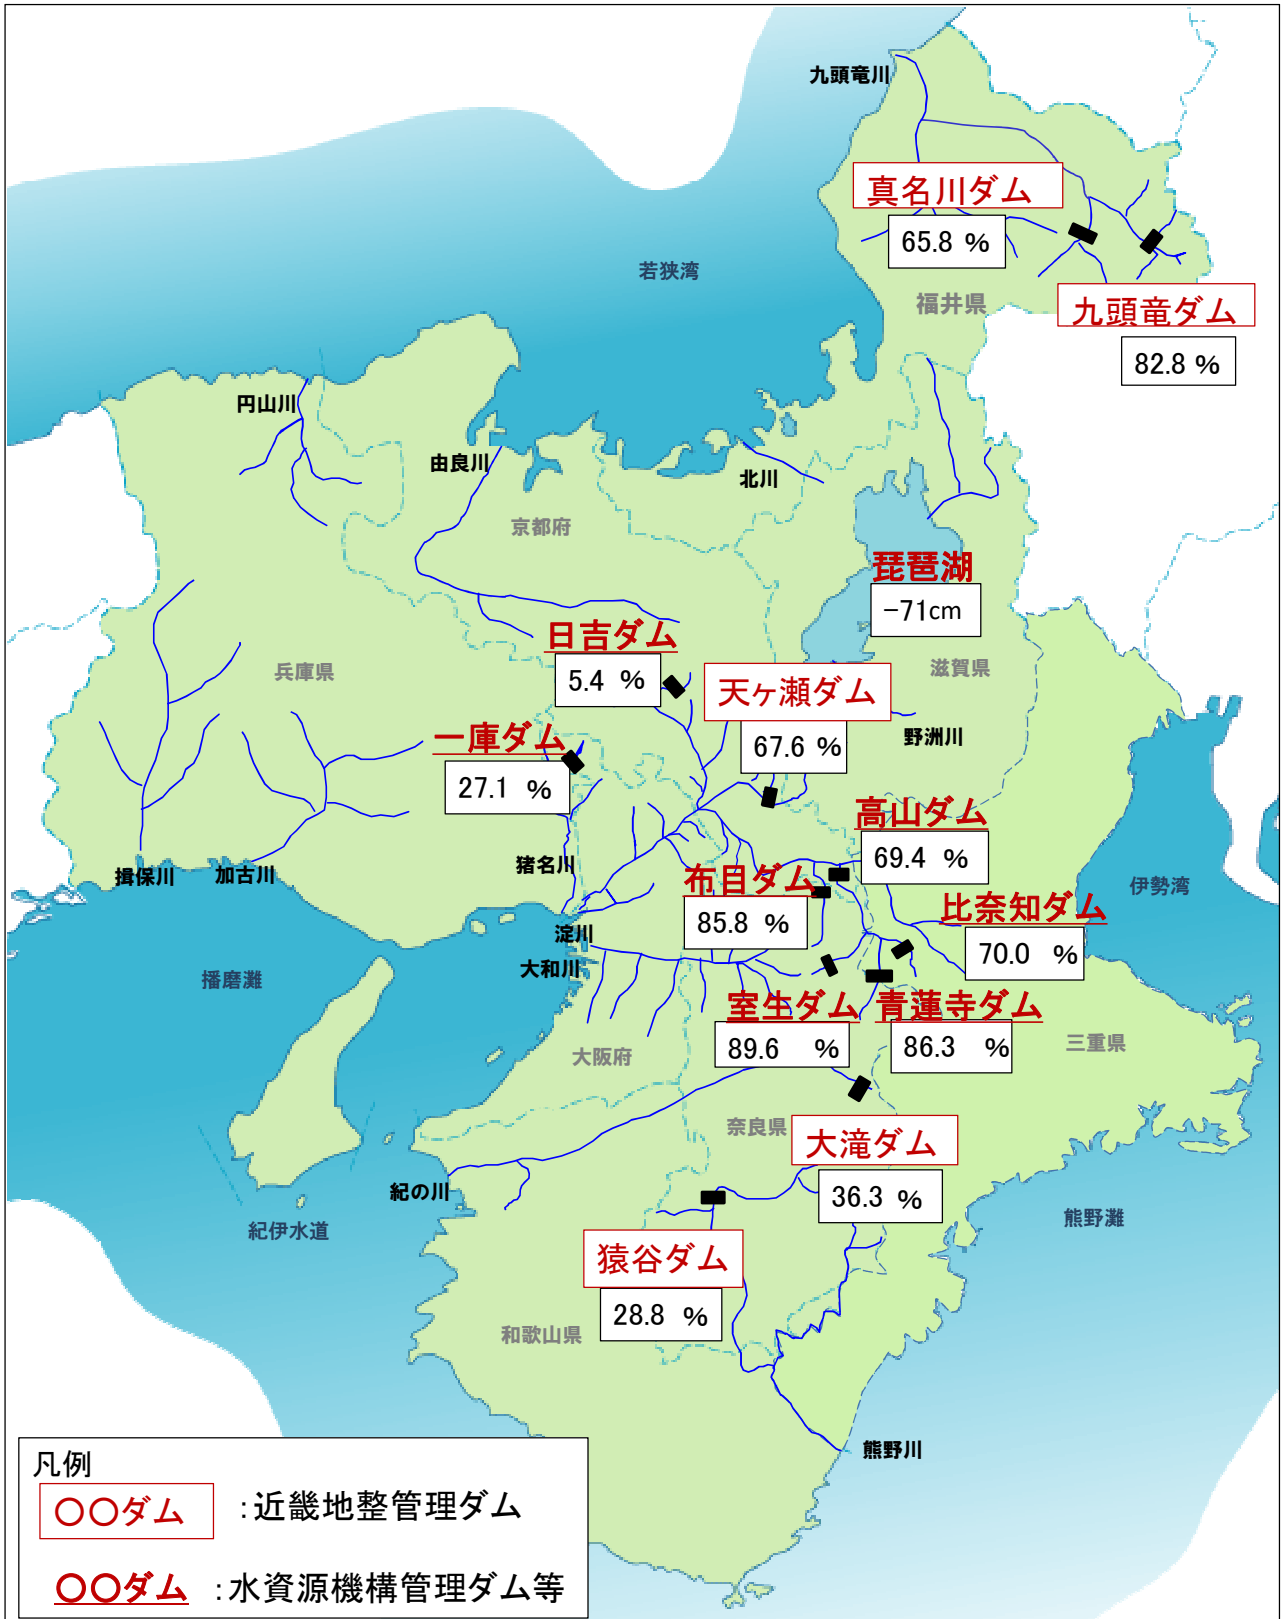 九頭竜川
真名川ダム
65.8 %
若狭湾
福井県
九頭竜ダム
82.8 %
円山川
由良川
北川
京都府
琵琶湖
−71cm
日吉ダム
5.4 %
兵庫県
滋賀県
天ヶ瀬ダム
67.6 %
野洲川
一庫ダム
27.1 %
高山ダム
69.4 %
揖保川
加古川
猪名川
布目ダム
85.8 %
伊勢湾
比奈知ダム
70.0 %
淀川
大和川
播磨灘
室生ダム
89.6 %
青蓮寺ダム
86.3 %
三重県
大阪府
奈良県
大滝ダム
36.3 %
紀の川
紀伊水道
熊野灘
猿谷ダム
28.8 %
和歌山県
熊野川
凡例
〇〇ダム :近畿地整管理ダム
〇〇ダム :水資源機構管理ダム等